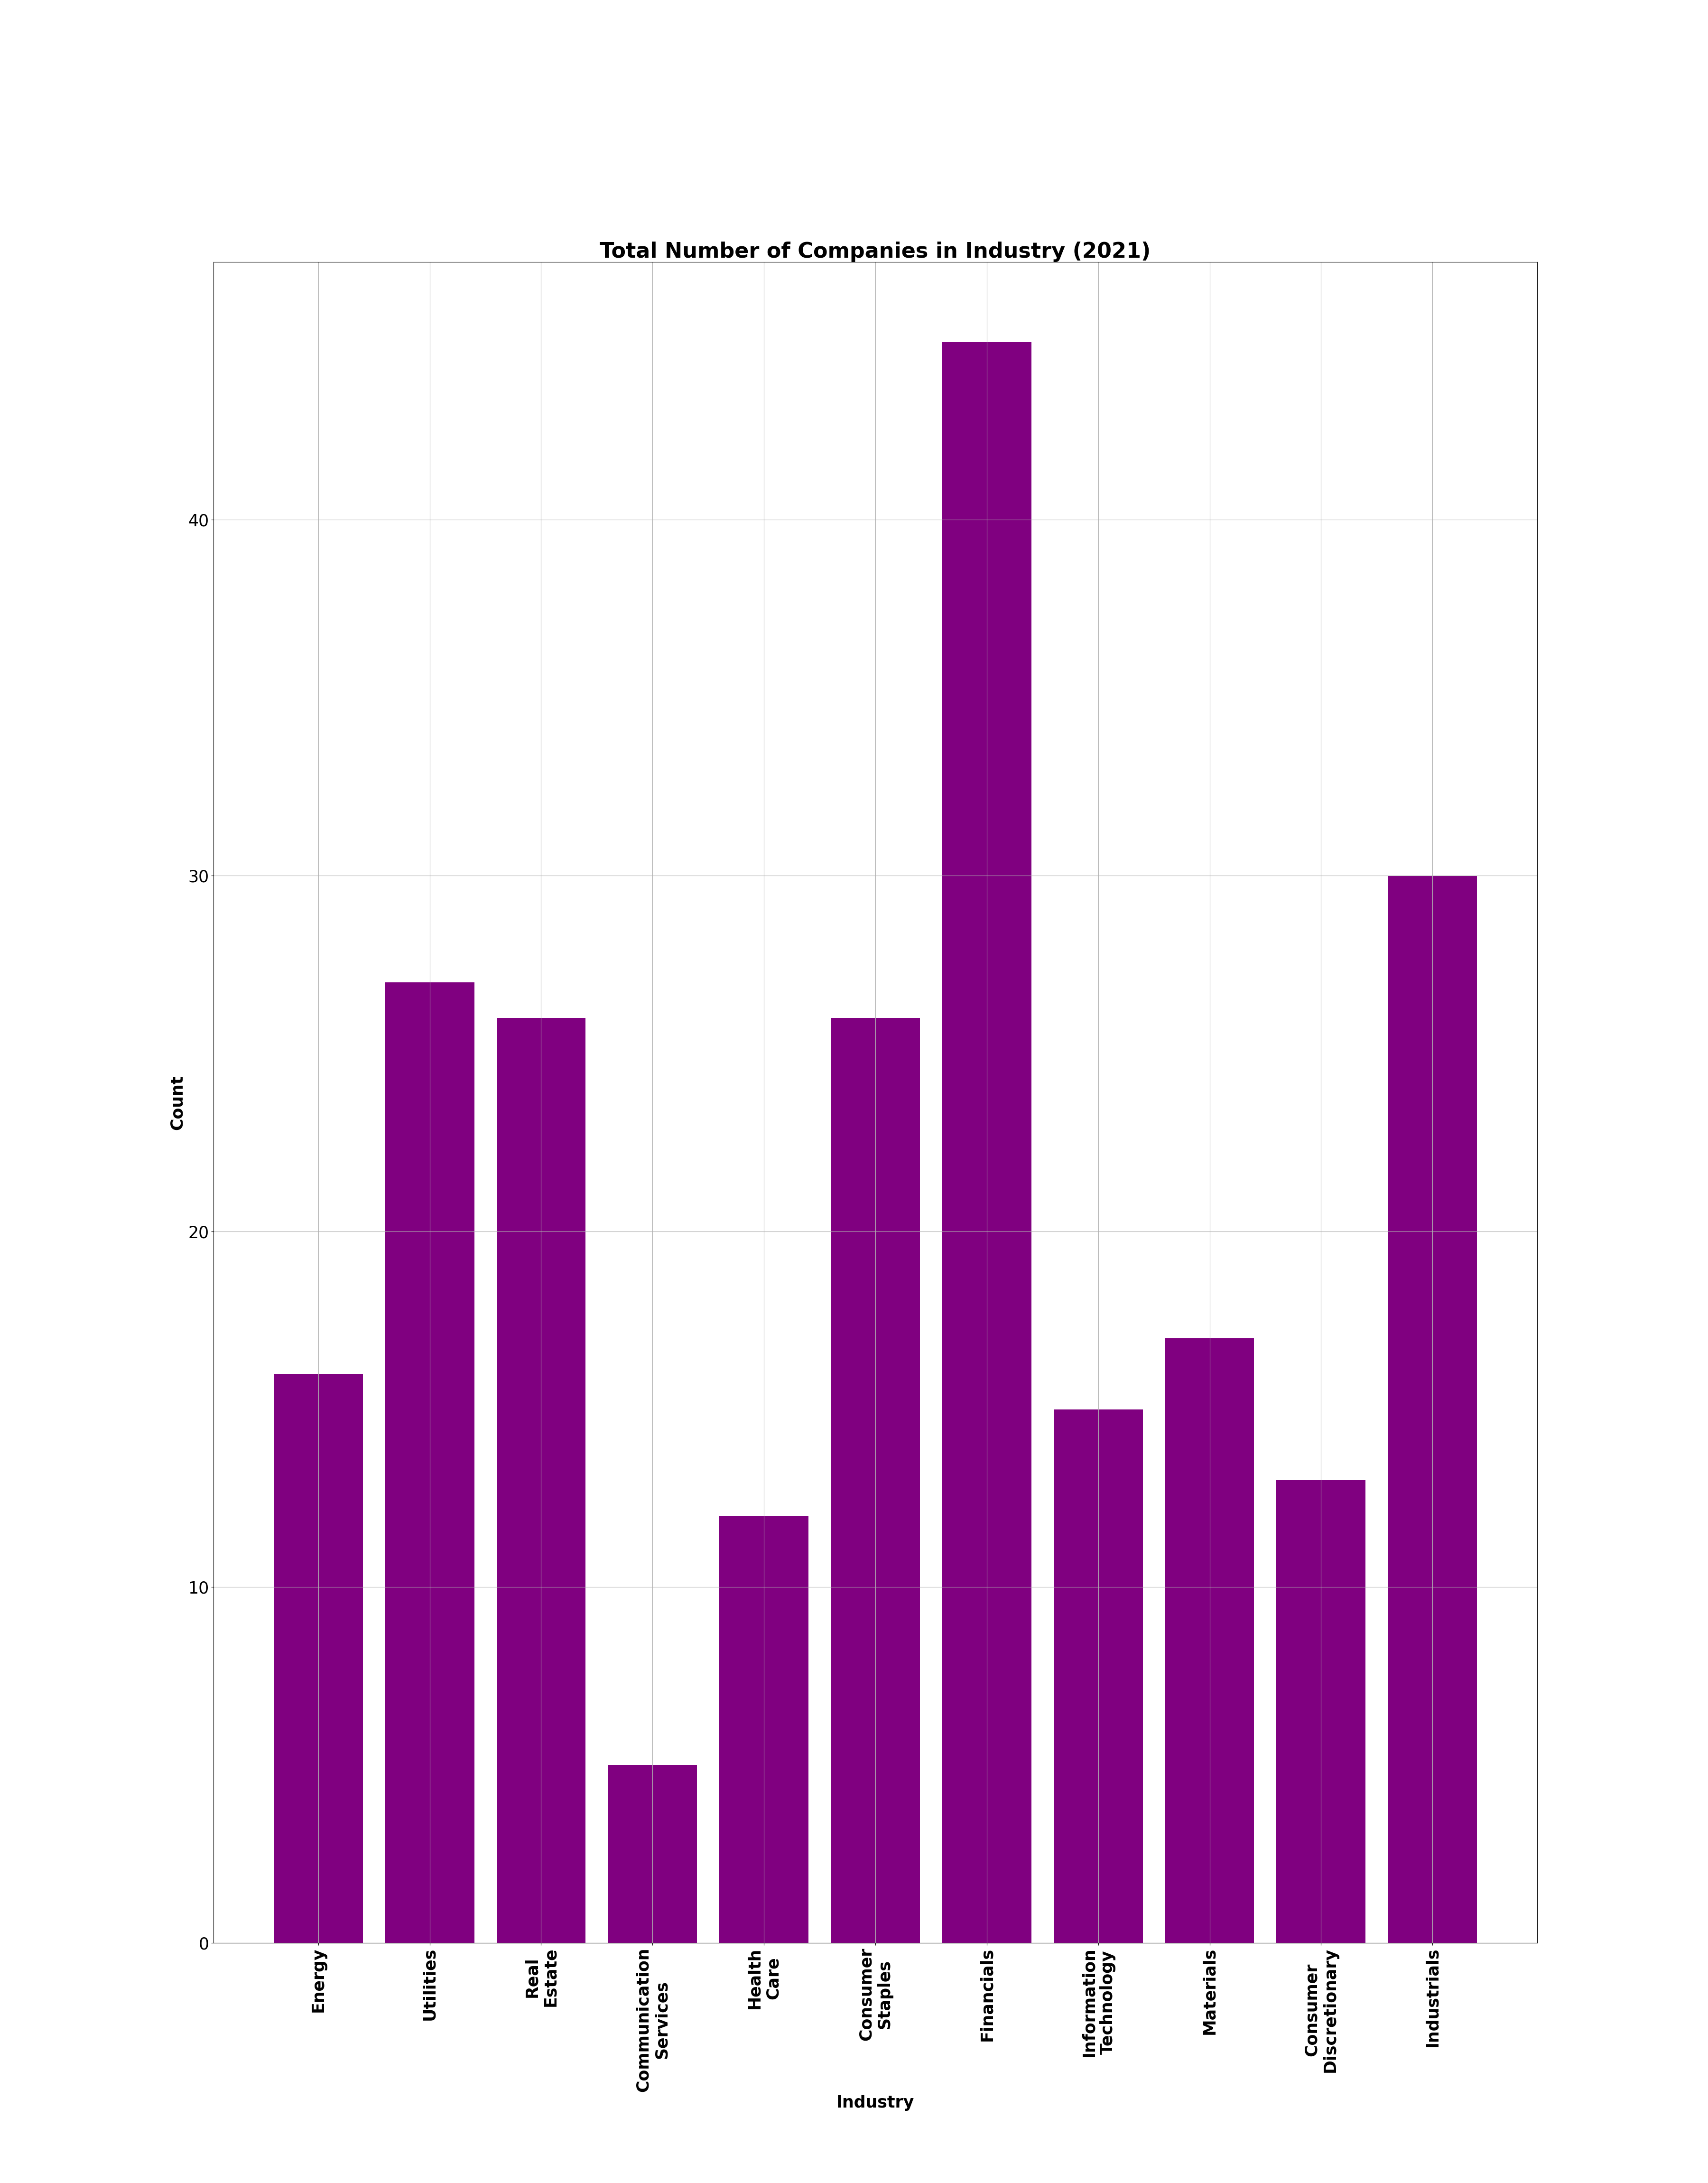 Total Number of Companies in Industry (2021)
40
30
20
10
0
Count
Energy
Utilities
Real
Estate
Communication
Services
Health
Care
Consumer
Staples
Financials
Information
Technology
Materials
Consumer
Discretionary
Industrials
Industry